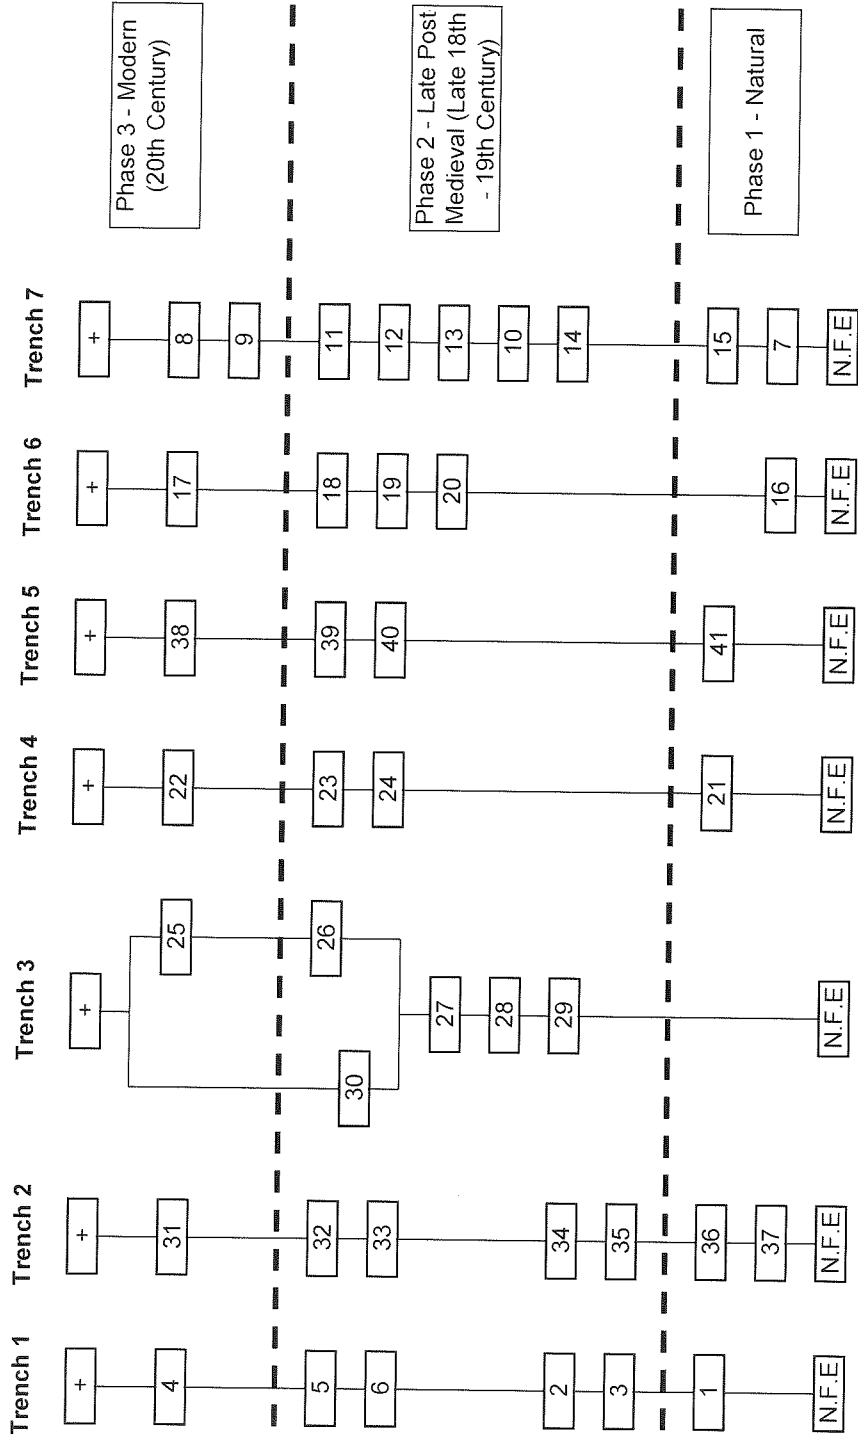 Trench 1
+
4
5
6
2
3
1
N.F.E
Trench 2
+
31
32
33
34
35
36
37
N.F.E
Trench 3
+
25
26
30
27
28
29
N.F.E
Trench 4
+
22
23
24
21
N.F.E
Trench 5
+
38
39
40
41
N.F.E
Trench 6
+
17
18
19
20
16
N.F.E
Trench 7
+
8
9
11
12
13
10
14
15
7
N.F.E
Phase 3 - Modern
(20th Century)
Phase 2 - Late Post
Medieval (Late 18th
- 19th Century)
Phase 1 - Natural